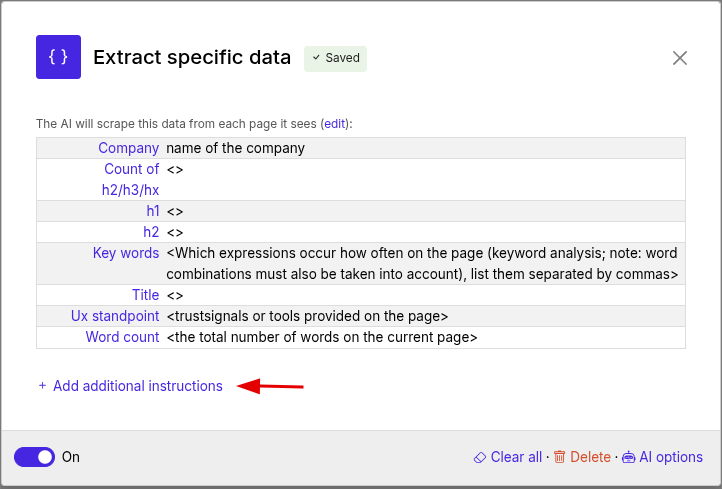 { } Extract specific data ✓ Saved
The AI will scrape this data from each page it sees (edit):
Company name of the company
Count of <>
h2/h3/hx
h1 <>
h2 <>
Key words <Which expressions occur how often on the page (keyword analysis; note: word
combinations must also be taken into account), list them separated by commas>
Title <>
Ux standpoint <trustsignals or tools provided on the page>
Word count <the total number of words on the current page>
+ Add additional instructions
On Clear all · Delete · AI options